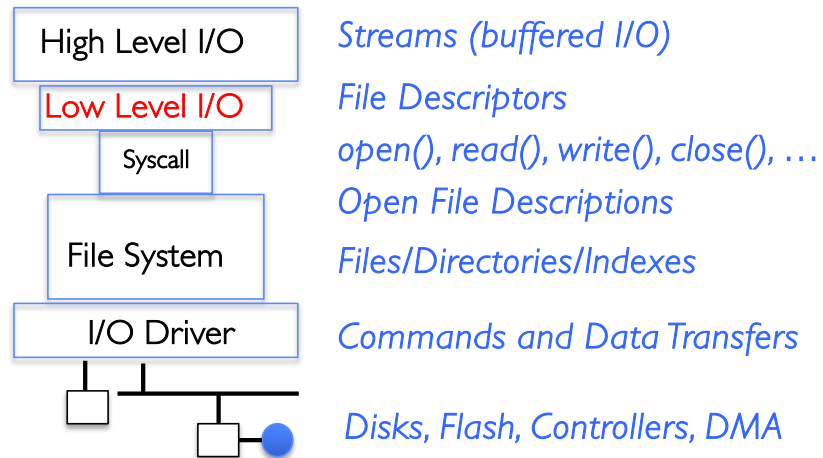 High Level I/O Streams (buffered I/O)
Low Level I/O File Descriptors
Syscall open(), read(), write(), close(), …
Open File Descriptions
File System Files/Directories/Indexes
I/O Driver Commands and Data Transfers
Disks, Flash, Controllers, DMA